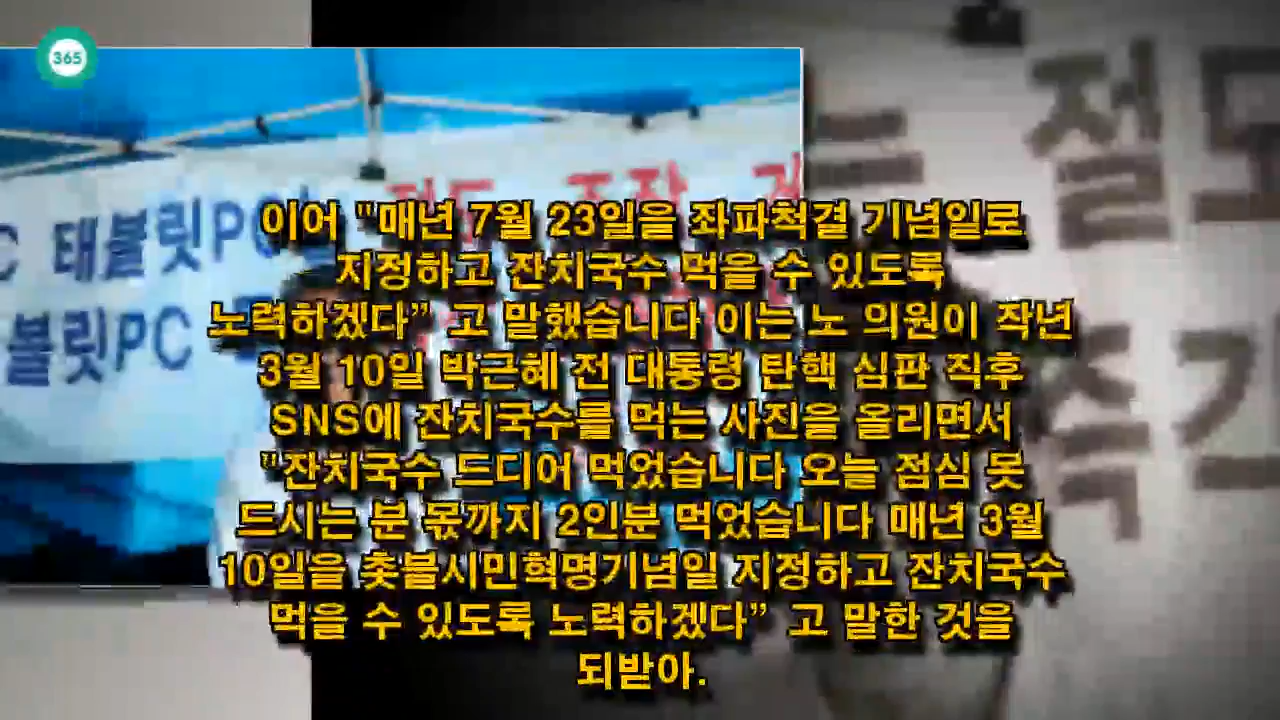 365
이어 "매년 7월 23일을 좌파척결 기념일로
지정하고 잔치국수 먹을 수 있도록
노력하겠다” 고 말했습니다 이는 노 의원이 작년
3월 10일 박근혜 전 대통령 탄핵 심판 직후
SNS에 잔치국수를 먹는 사진을 올리면서
"잔치국수 드디어 먹었습니다 오늘 점심 못
드시는 분 몫까지 2인분 먹었습니다 매년 3월
10일을 촛불시민혁명기념일 지정하고 잔치국수
먹을 수 있도록 노력하겠다” 고 말한 것을
되받아.
C 태블릿PC
조작
블릿PC
는 절도